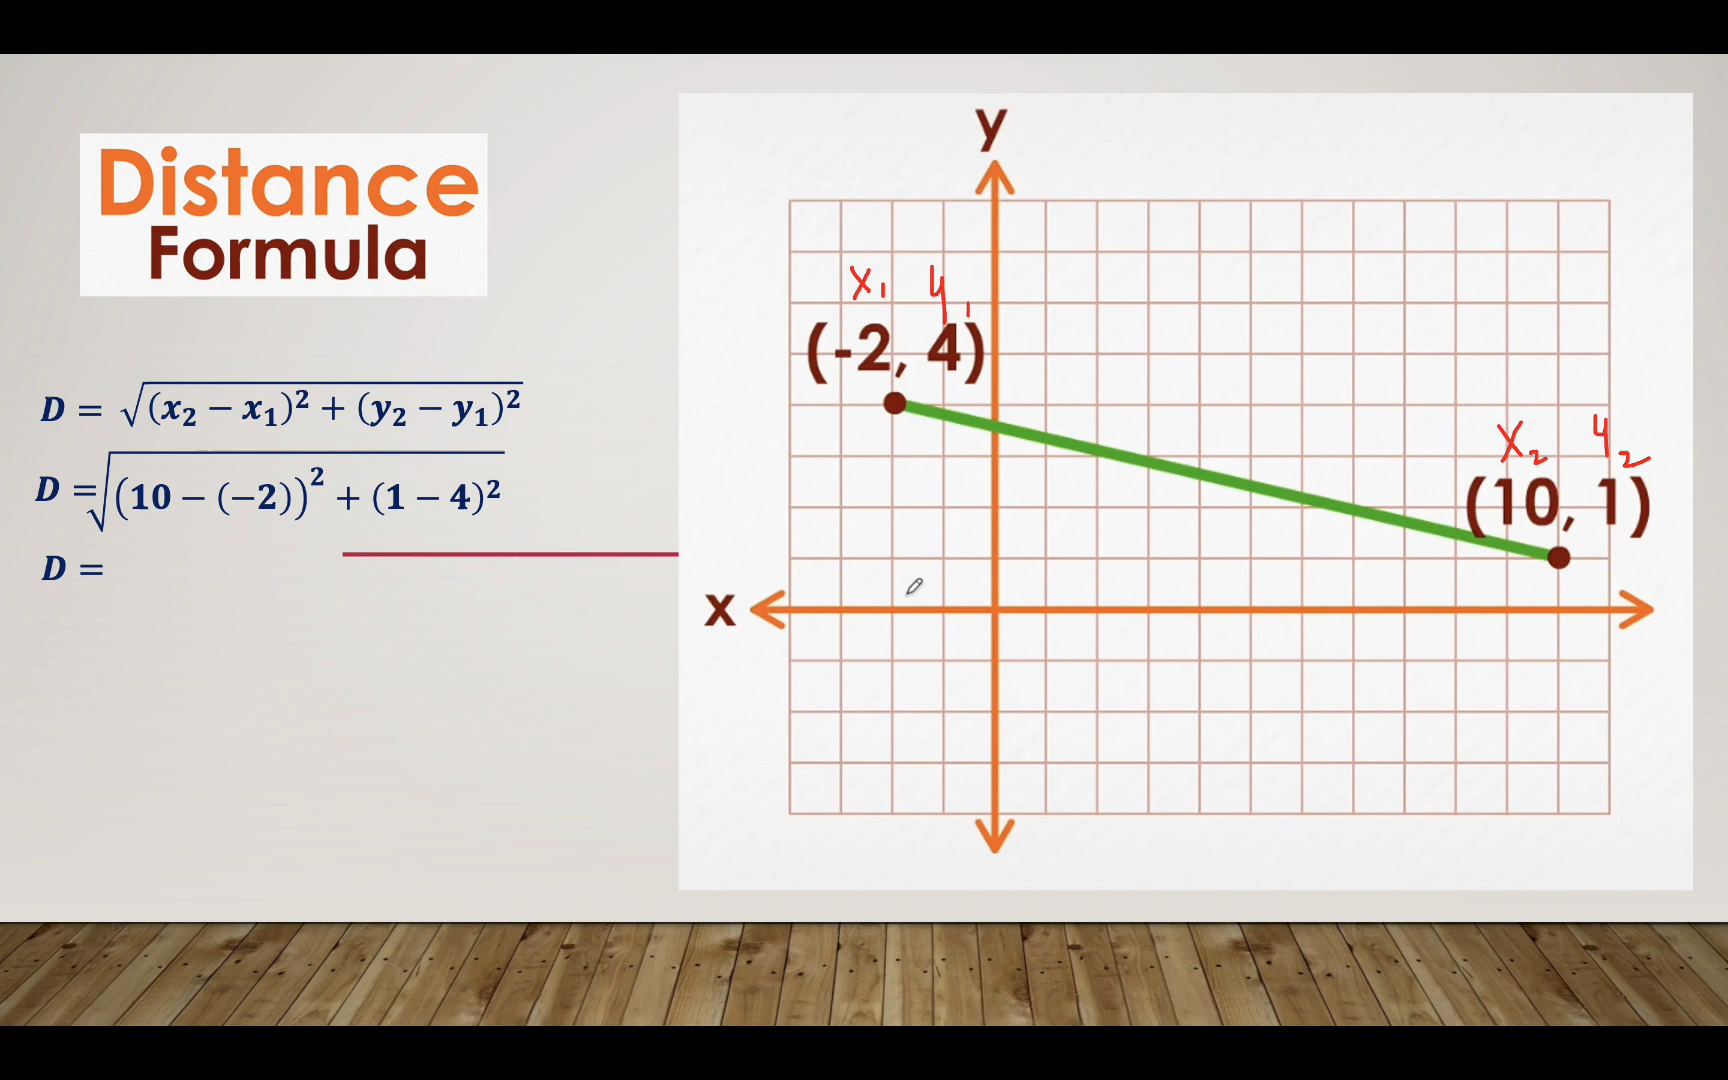 Distance
Formula
D = √(x₂ − x₁)² + (y₂ − y₁)²
D = √(10 − (−2))² + (1 − 4)²
D =
y
x₁ y₁
(-2, 4)
x₂ y₂
(10, 1)
x